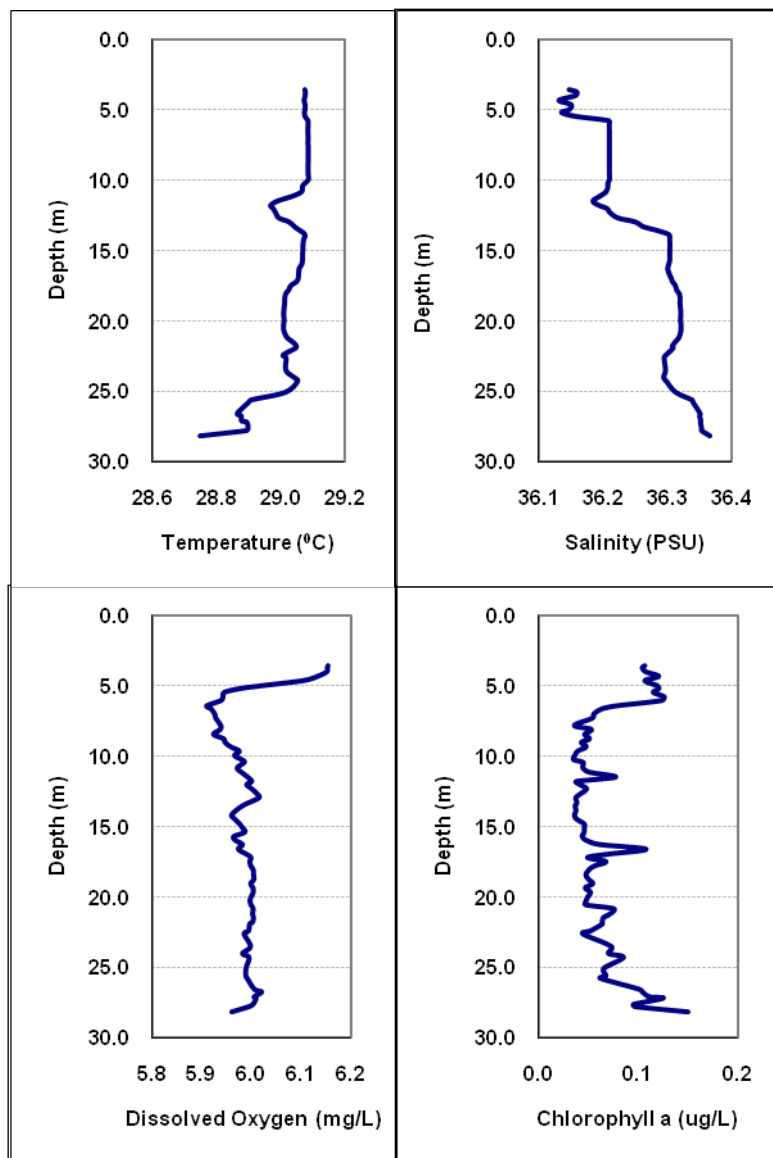 0.0
5.0
10.0
15.0
20.0
25.0
30.0
Depth (m)
28.6 28.8 29.0 29.2
Temperature (⁰C)
0.0
5.0
10.0
15.0
20.0
25.0
30.0
Depth (m)
36.1 36.2 36.3 36.4
Salinity (PSU)
0.0
5.0
10.0
15.0
20.0
25.0
30.0
Depth (m)
5.8 5.9 6.0 6.1 6.2
Dissolved Oxygen (mg/L)
0.0
5.0
10.0
15.0
20.0
25.0
30.0
Depth (m)
0.0 0.1 0.2
Chlorophyll a (ug/L)